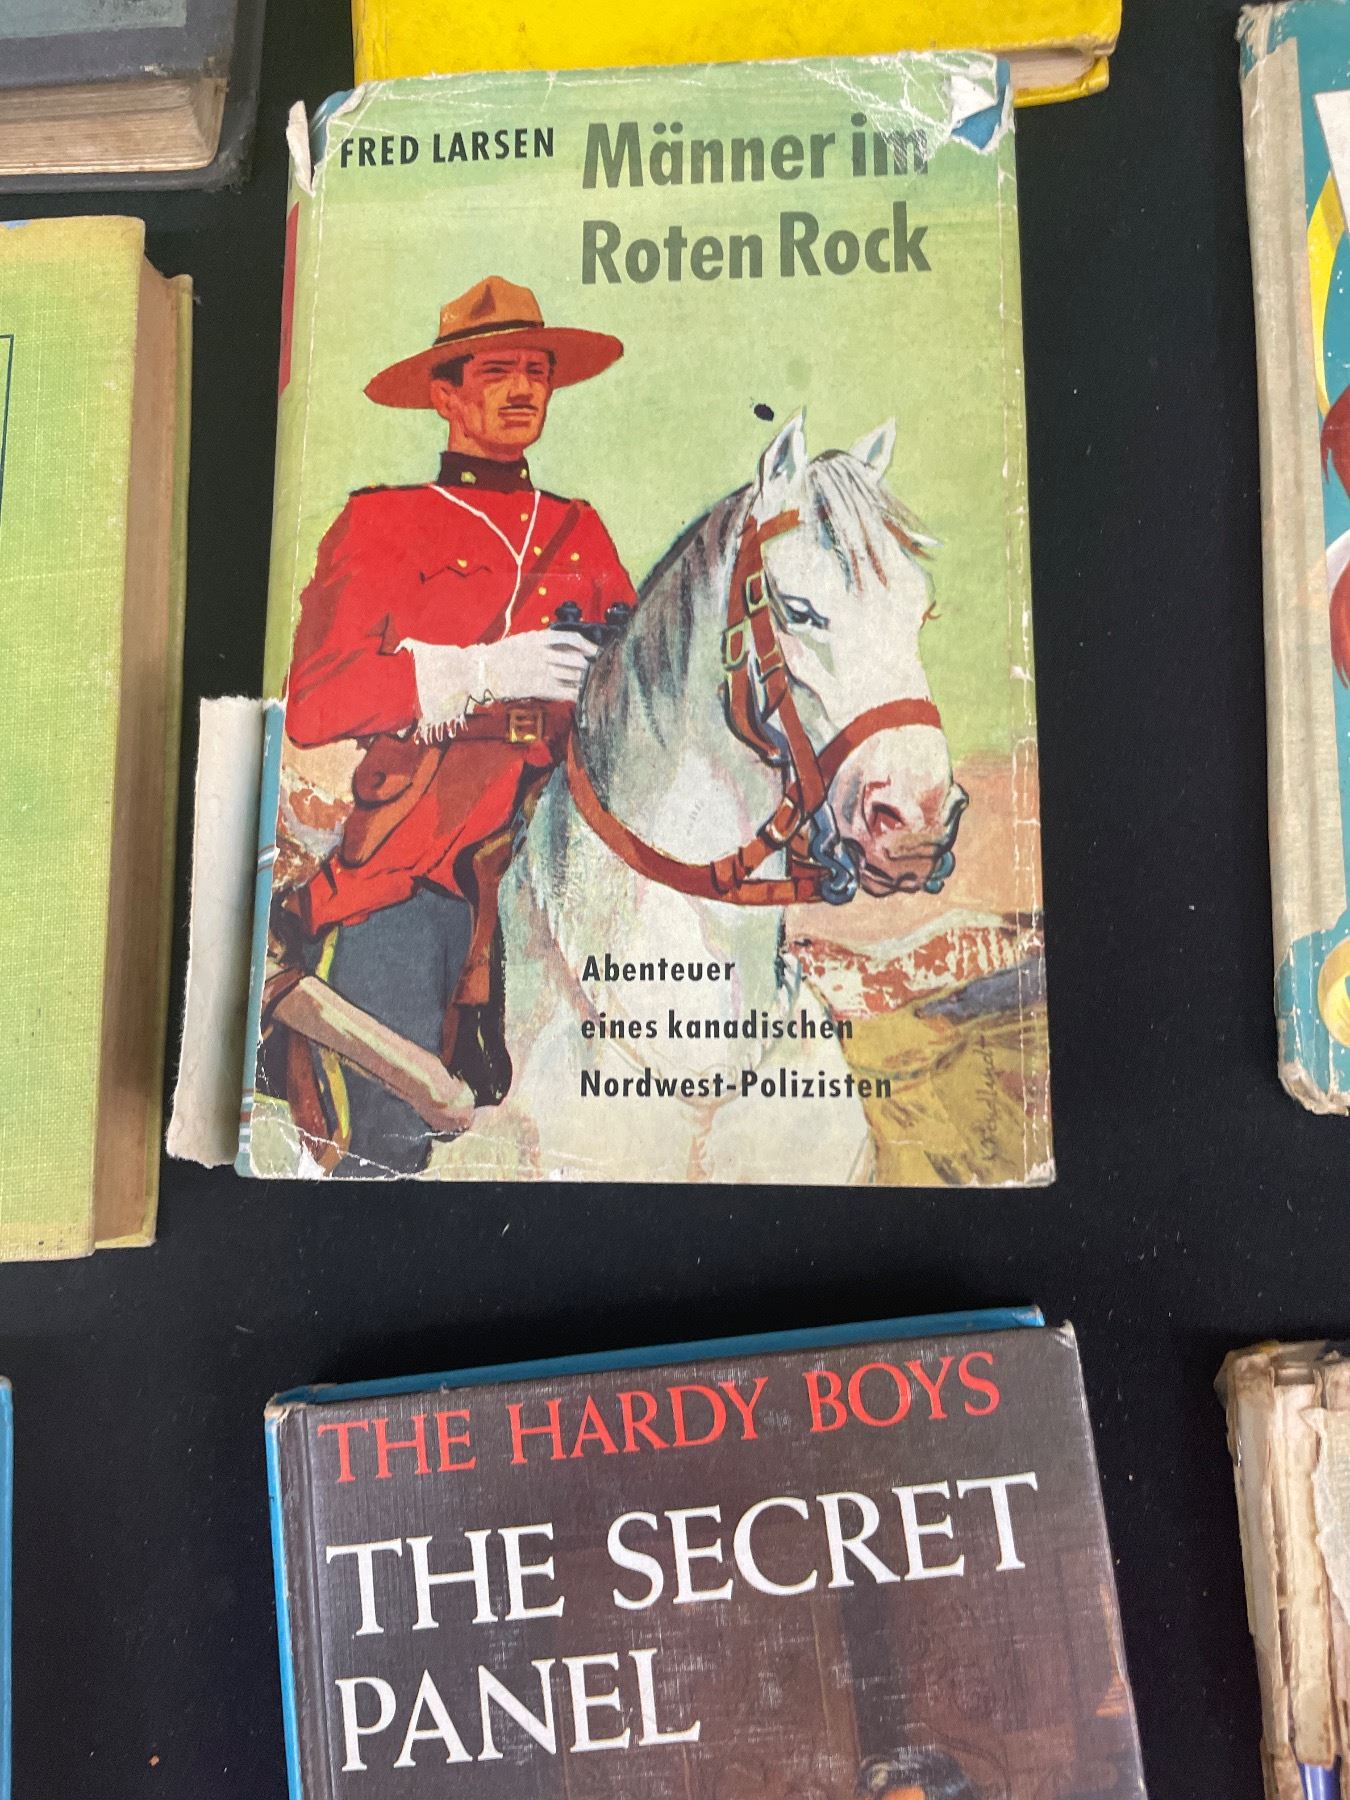 FRED LARSEN
Männer im
Roten Rock
Abenteuer
eines kanadischen
Nordwest-Polizisten
THE HARDY BOYS
THE SECRET
PANEL